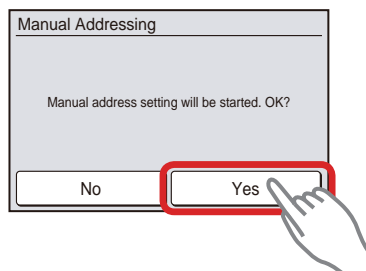 Manual Addressing
Manual address setting will be started. OK?
No
Yes